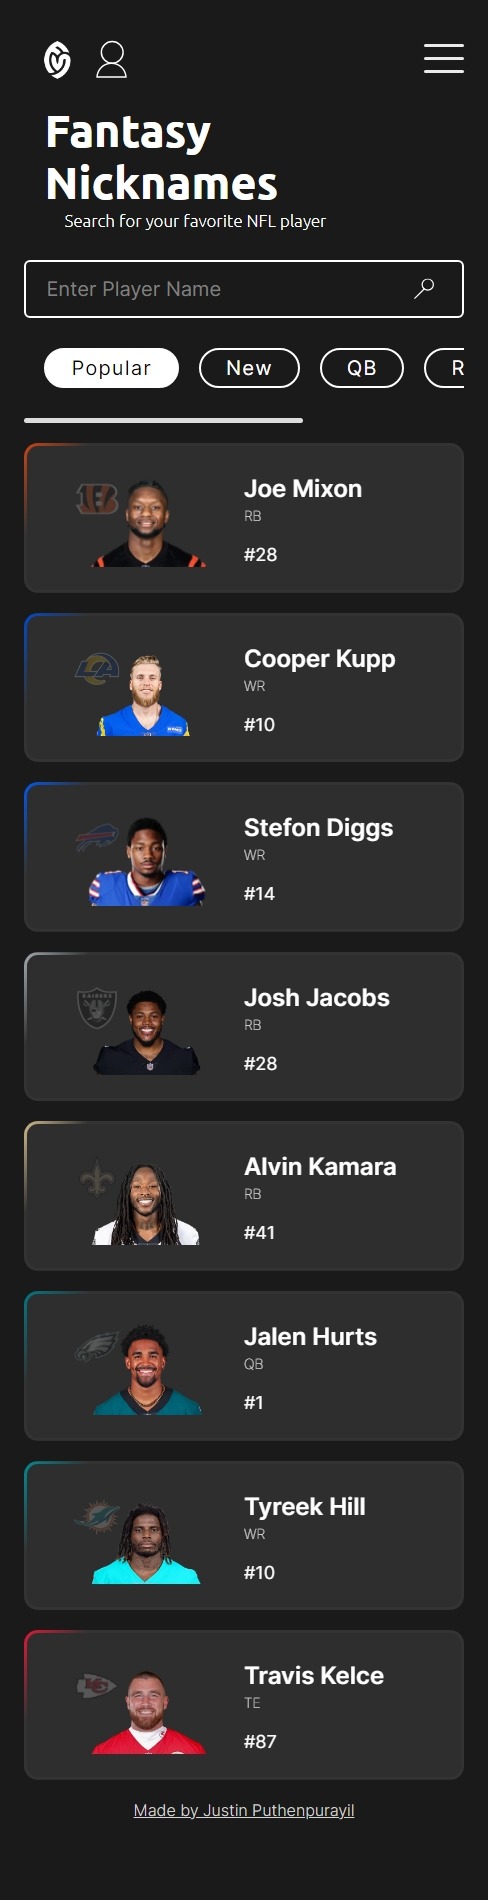 Fantasy
Nicknames
Search for your favorite NFL player
Enter Player Name
Popular New QB R
Joe Mixon
RB
#28
Cooper Kupp
WR
#10
Stefon Diggs
WR
#14
RAIDERS
Josh Jacobs
RB
#28
Alvin Kamara
RB
#41
Jalen Hurts
QB
#1
Tyreek Hill
WR
#10
Travis Kelce
TE
#87
Made by Justin Puthenpurayil